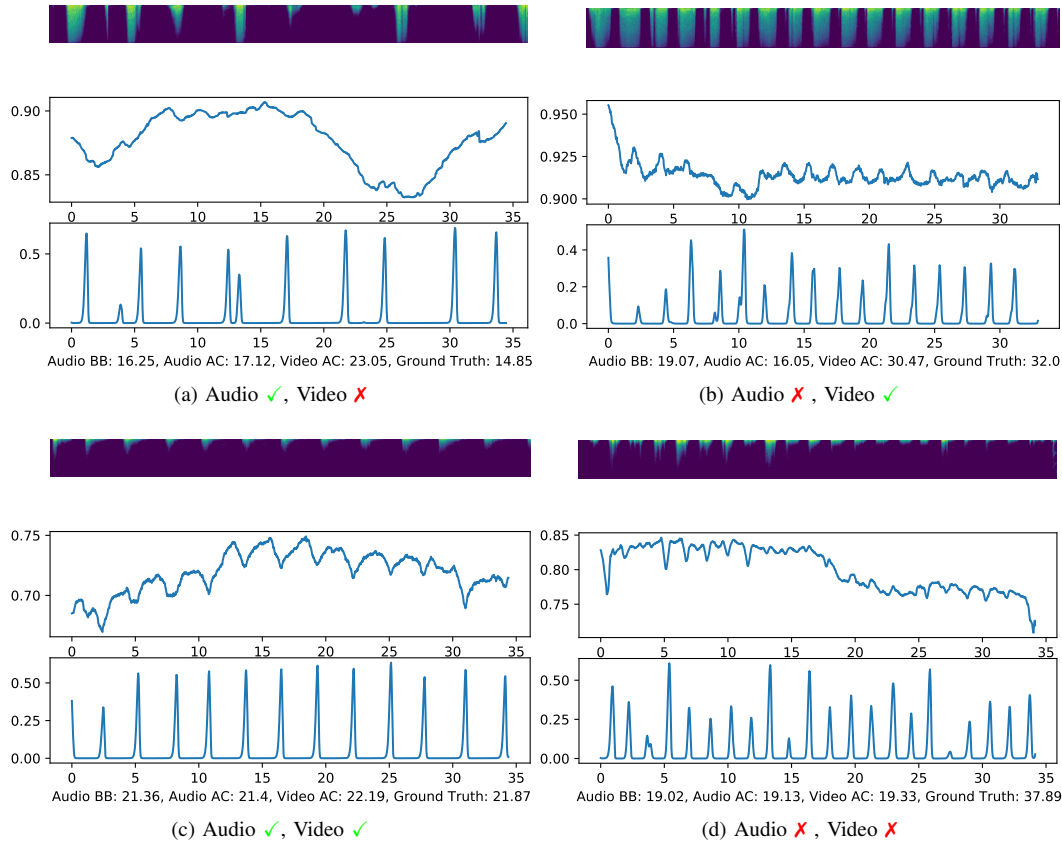 0.90
0.85
0 5 10 15 20 25 30 35
0.5
0.0
Audio BB: 16.25, Audio AC: 17.12, Video AC: 23.05, Ground Truth: 14.85
(a) Audio ✓, Video ✗
0.950
0.925
0.900
0 5 10 15 20 25 30
0.4
0.2
0.0
0 5 10 15 20 25 30
Audio BB: 19.07, Audio AC: 16.05, Video AC: 30.47, Ground Truth: 32.0
(b) Audio ✗ , Video ✓
0.75
0.70
0 5 10 15 20 25 30 35
0.50
0.25
0.00
0 5 10 15 20 25 30 35
Audio BB: 21.36, Audio AC: 21.4, Video AC: 22.19, Ground Truth: 21.87
(c) Audio ✓, Video ✓
0.85
0.80
0.75
0 5 10 15 20 25 30 35
0.50
0.25
0.00
0 5 10 15 20 25 30 35
Audio BB: 19.02, Audio AC: 19.13, Video AC: 19.33, Ground Truth: 37.89
(d) Audio ✗ , Video ✗